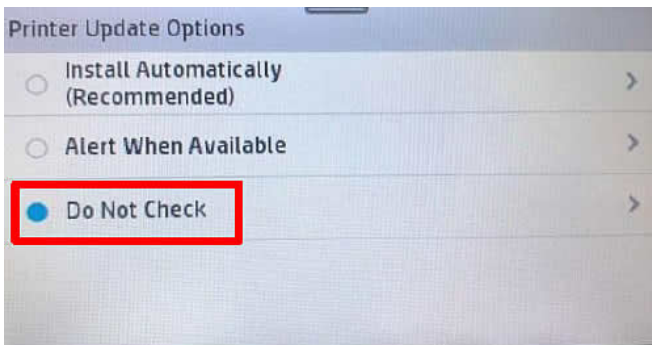 Printer Update Options
Install Automatically
(Recommended)
Alert When Available
Do Not Check